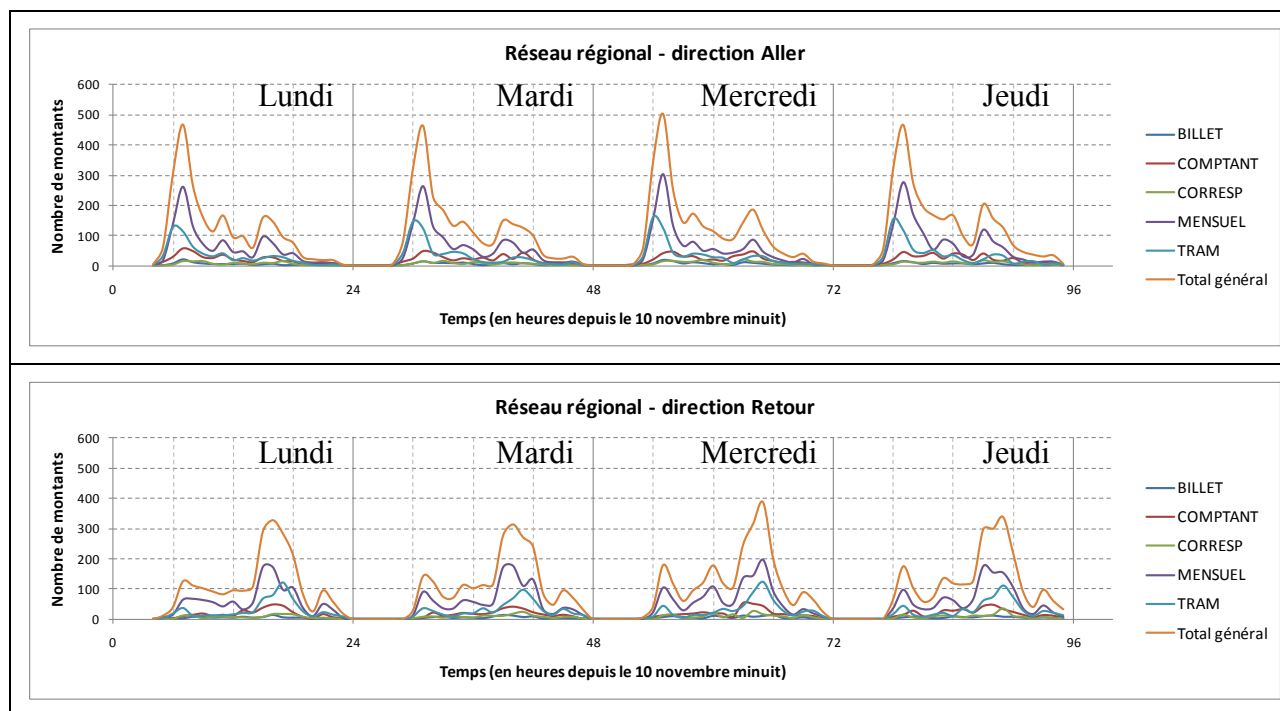 Réseau régional - direction Aller
Lundi Mardi Mercredi Jeudi
Nombre de montants
600
500
400
300
200
100
0
0 24 48 72 96
Temps (en heures depuis le 10 novembre minuit)
BILLET
COMPTANT
CORRESP
MENSUEL
TRAM
Total général
Réseau régional - direction Retour
Lundi Mardi Mercredi Jeudi
Nombre de montants
600
500
400
300
200
100
0
0 24 48 72 96
Temps (en heures depuis le 10 novembre minuit)
BILLET
COMPTANT
CORRESP
MENSUEL
TRAM
Total général